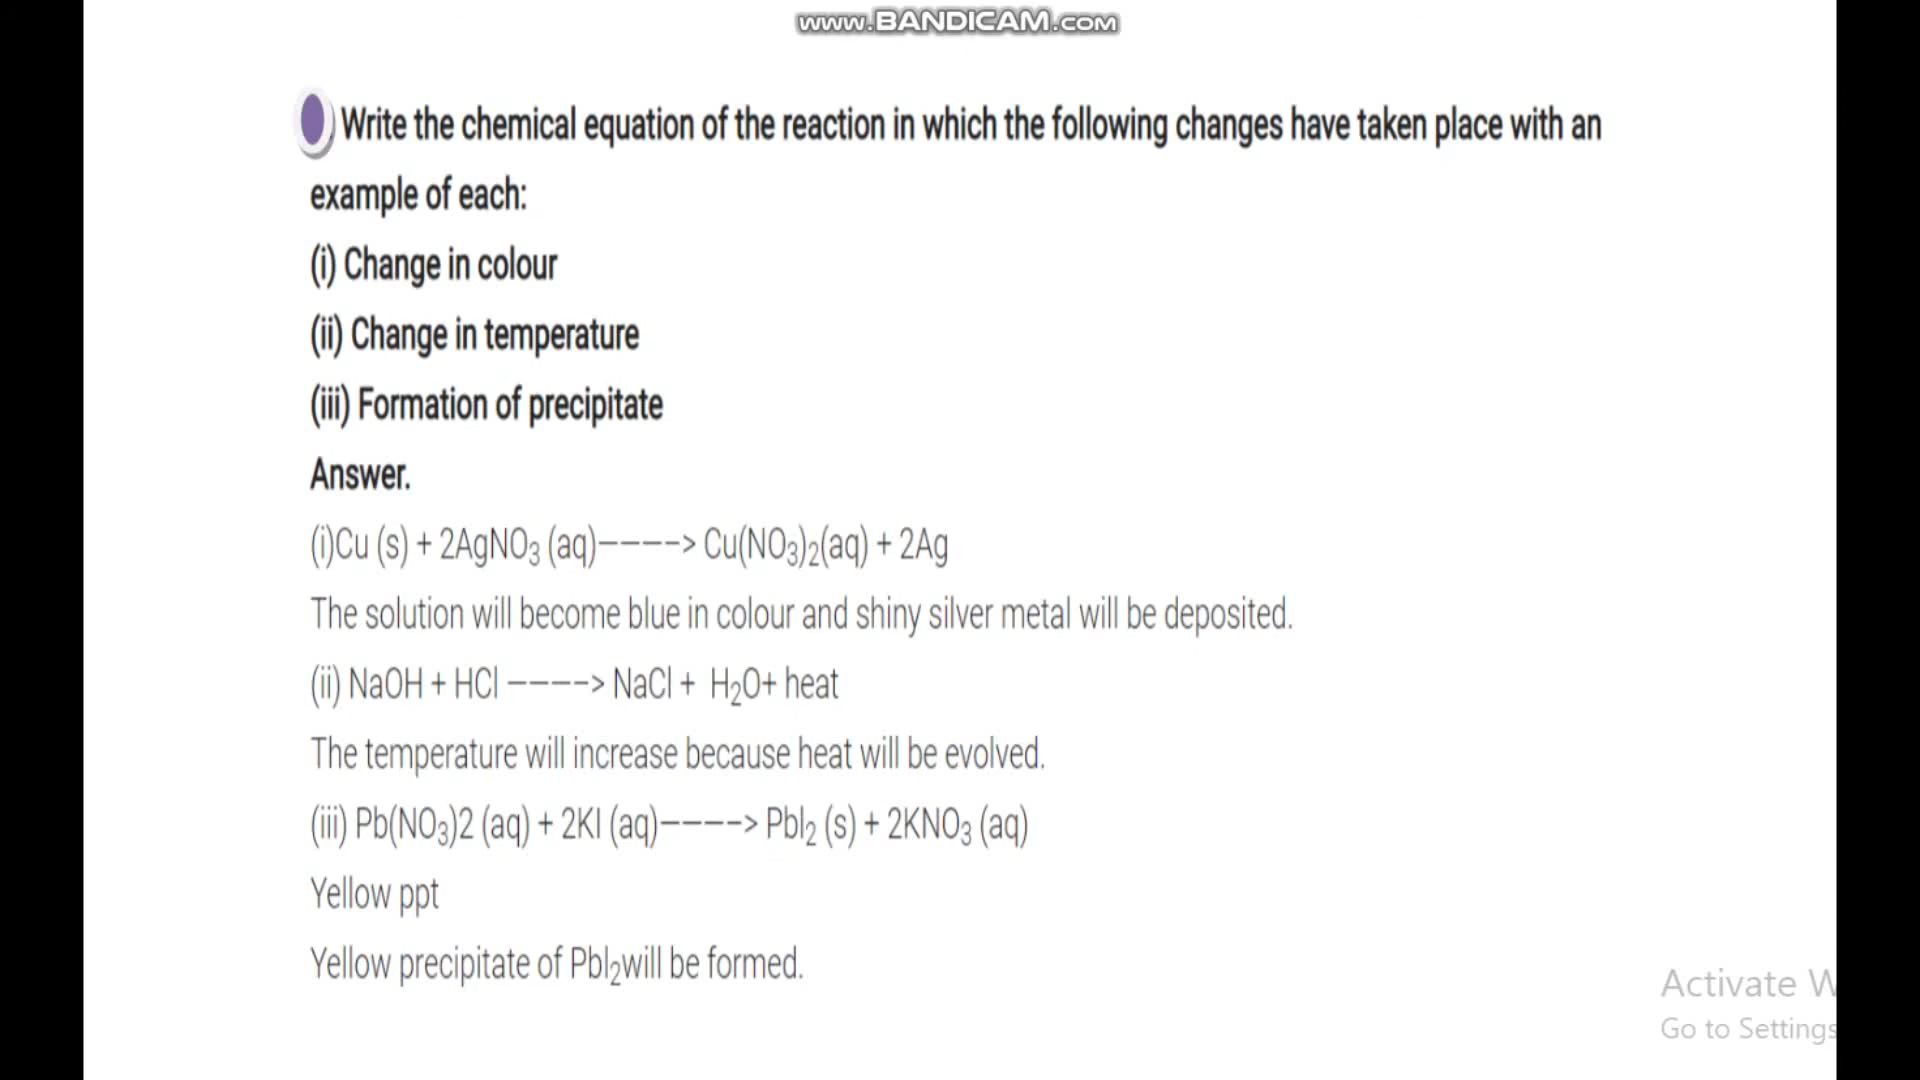 www.BANDICAM.com
Write the chemical equation of the reaction in which the following changes have taken place with an
example of each:
(i) Change in colour
(ii) Change in temperature
(iii) Formation of precipitate
Answer.
(i)Cu (s) + 2AgNO₃ (ac)----> Cu(NO₃)₂(aq) + 2Ag
The solution will become blue in colour and shiny silver metal will be deposited.
(ii) NaOH + HCl ----> NaCl + H₂O+ heat
The temperature will increase because heat will be evolved.
(iii) Pb(NO₃)2 (aq) + 2KI (aq)----> PbI₂ (s) + 2KNO₃ (aq)
Yellow ppt
Yellow precipitate of PbI₂will be formed.
Activate W
Go to Settings